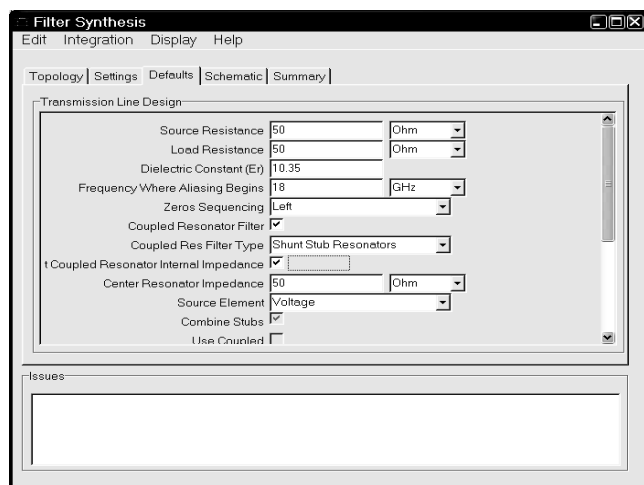 Filter Synthesis
Edit Integration Display Help
Topology Settings Defaults Schematic Summary
Transmission Line Design
Source Resistance 50 Ohm
Load Resistance 50 Ohm
Dielectric Constant (Er) 10.35
Frequency Where Aliasing Begins 18 GHz
Zeros Sequencing Left
Coupled Resonator Filter
Coupled Res Filter Type Shunt Stub Resonators
t Coupled Resonator Internal Impedance
Center Resonator Impedance 50 Ohm
Source Element Voltage
Combine Stubs
Use Coupled
Issues